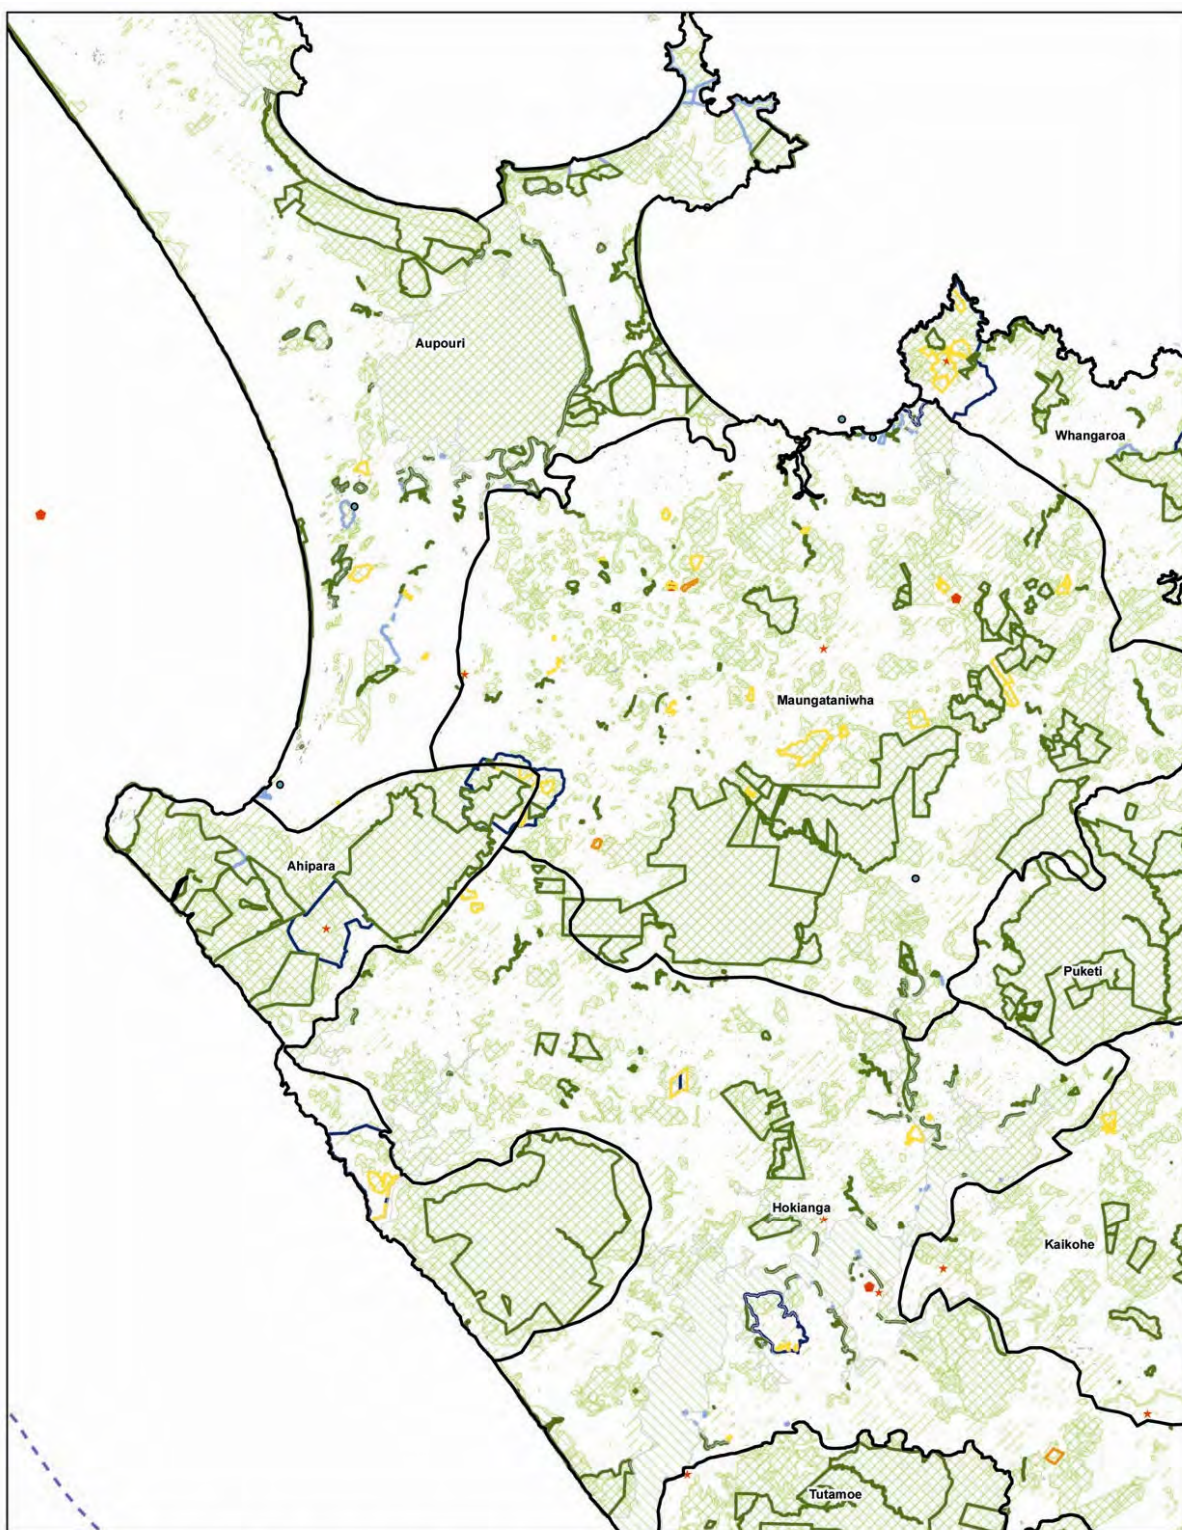 Aupouri
Whangaroa
Maungataniwha
Ahipara
Puketi
Hokianga
Kaikohe
Tutamoe